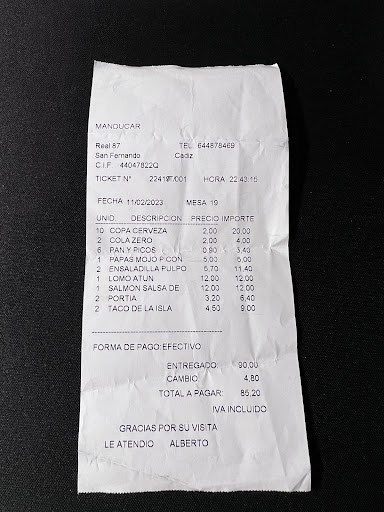 MANDUCAR
Real 87 TEL: 644878469
San Fernando Cadiz
C.I.F. 44047822Q
TICKET Nº HORA 22:43:15
FECHA 11/02/2023 MESA 19
UNID. DESCRIPCION PRECIO IMPORTE
10 COPA CERVEZA 2,00 20,00
2 COLA ZERO 2,00 4,00
6 PAN Y PICOS 0,90 5,40
1 PAPAS MOJO PICON 5,00 5,00
2 ENSALADILLA PULPO 5,70 11,40
1 LOMO ATUN 12,00 12,00
1 SALMON SALSA DE 12,00 12,00
2 PORTIA 3,20 6,40
2 TACO DE LA ISLA 4,50 9,00
FORMA DE PAGO:EFECTIVO
ENTREGADO: 90,00
CAMBIO: 4,80
TOTAL A PAGAR: 85,20
IVA INCLUIDO
GRACIAS POR SU VISITA
LE ATENDIO ALBERTO